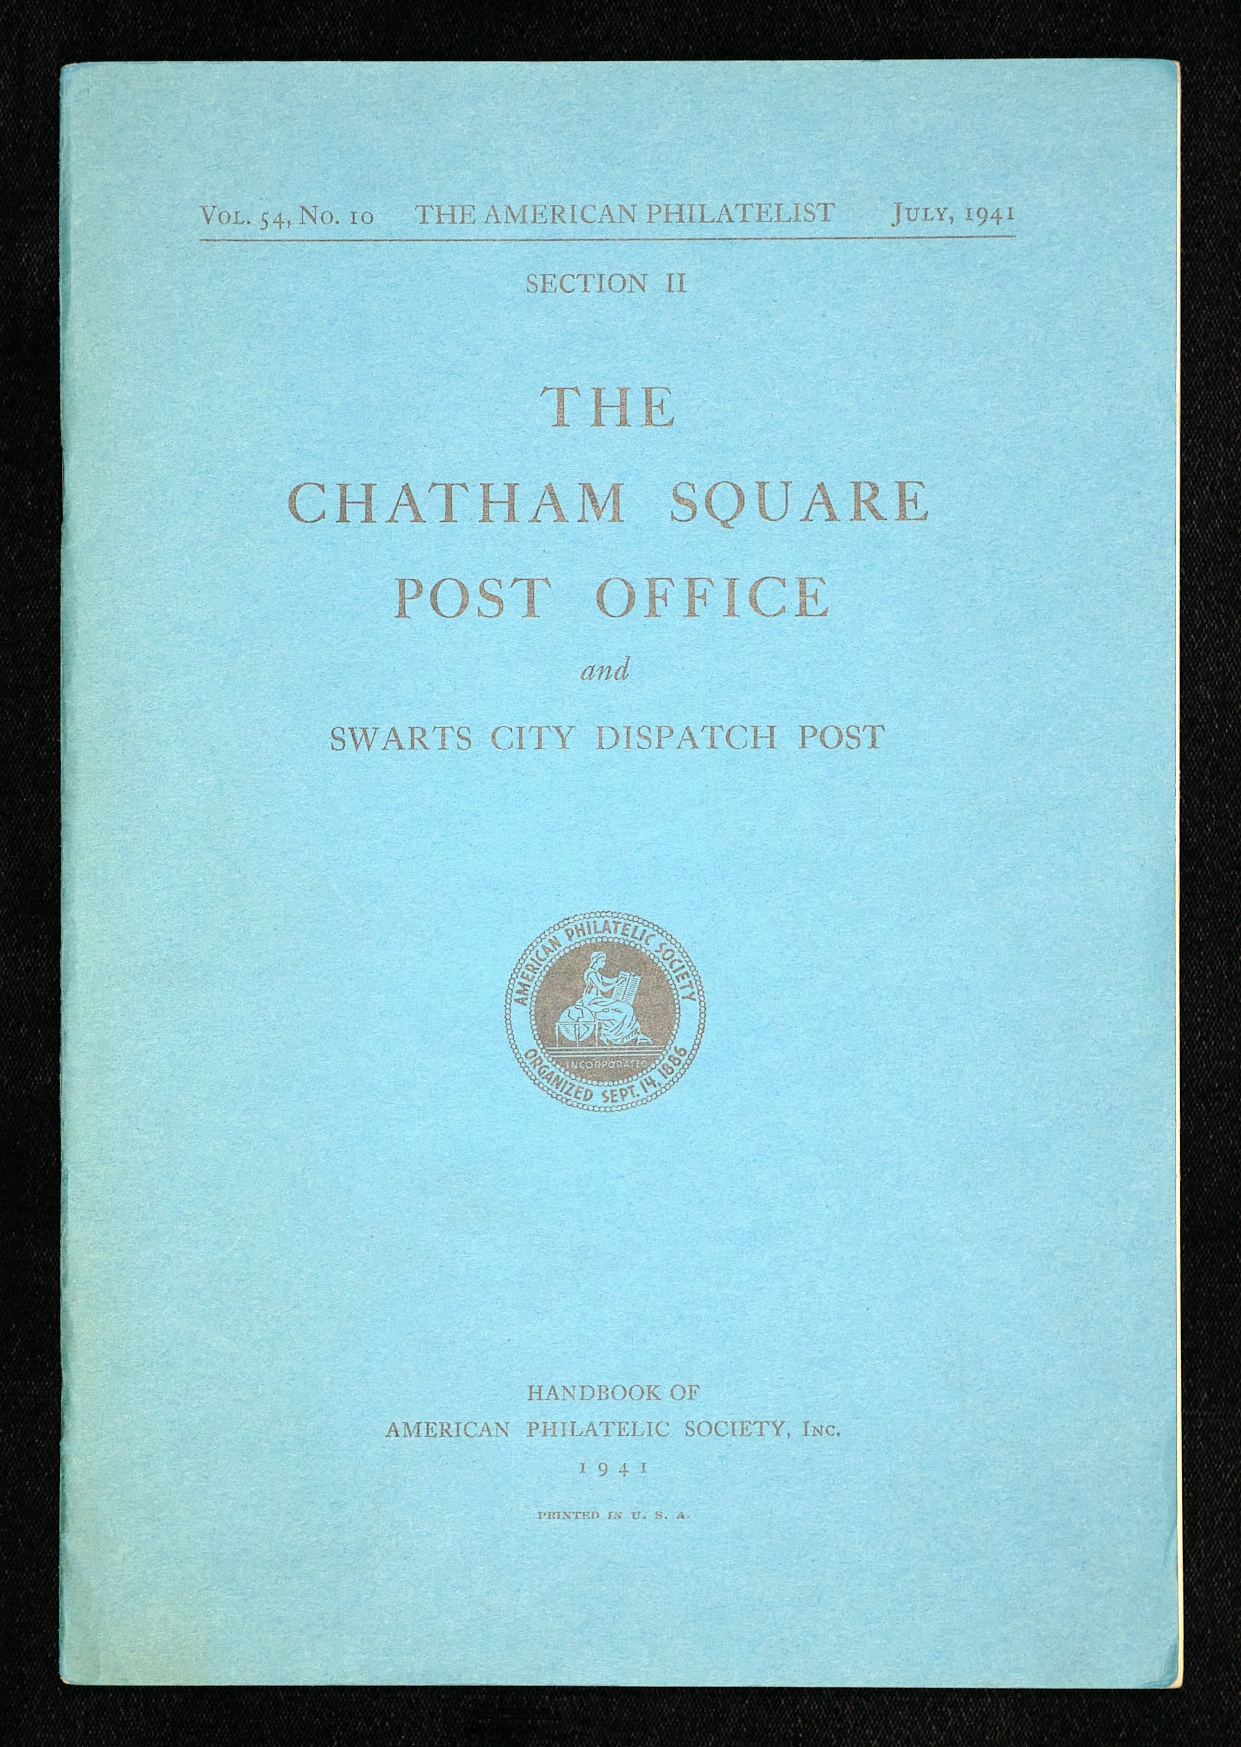 Vol. 54, No. 10 THE AMERICAN PHILATELIST July, 1941
SECTION II
THE
CHATHAM SQUARE
POST OFFICE
and
SWARTS CITY DISPATCH POST
AMERICAN PHILATELIC SOCIETY
INCORPORATED
ORGANIZED SEPT. 14, 1886
HANDBOOK OF
AMERICAN PHILATELIC SOCIETY, Inc.
1941
PRINTED IN U. S. A.